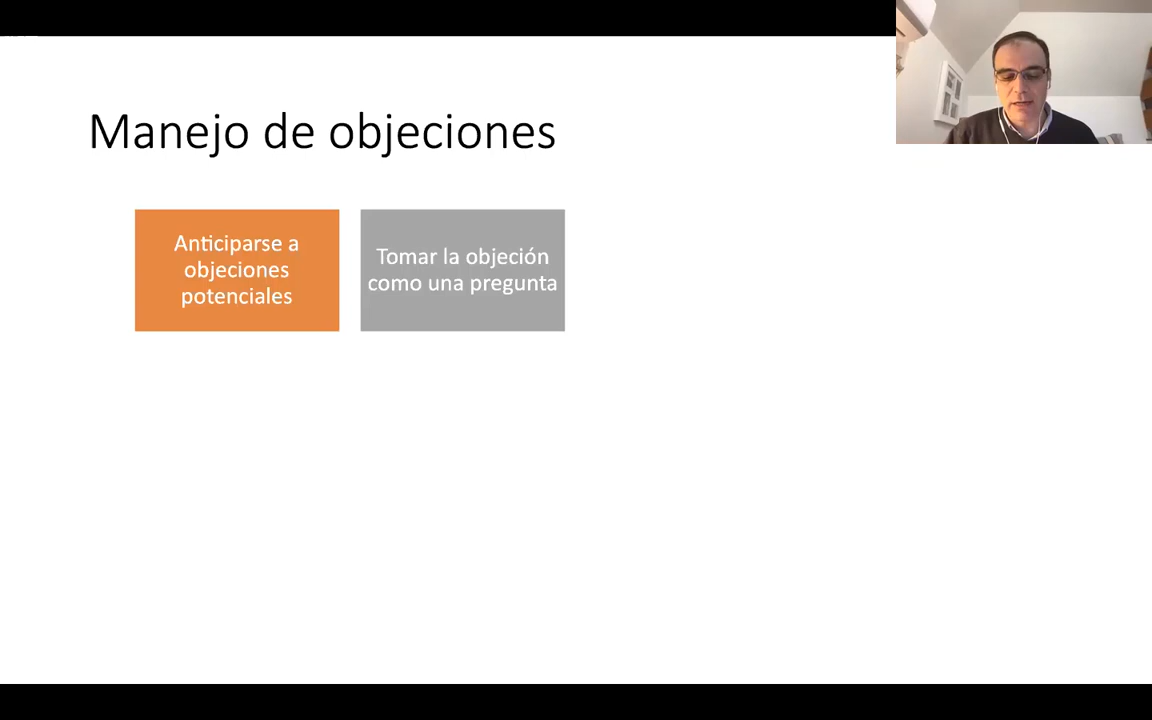 Manejo de objeciones
Anticiparse a
objeciones
potenciales
Tomar la objeción
como una pregunta